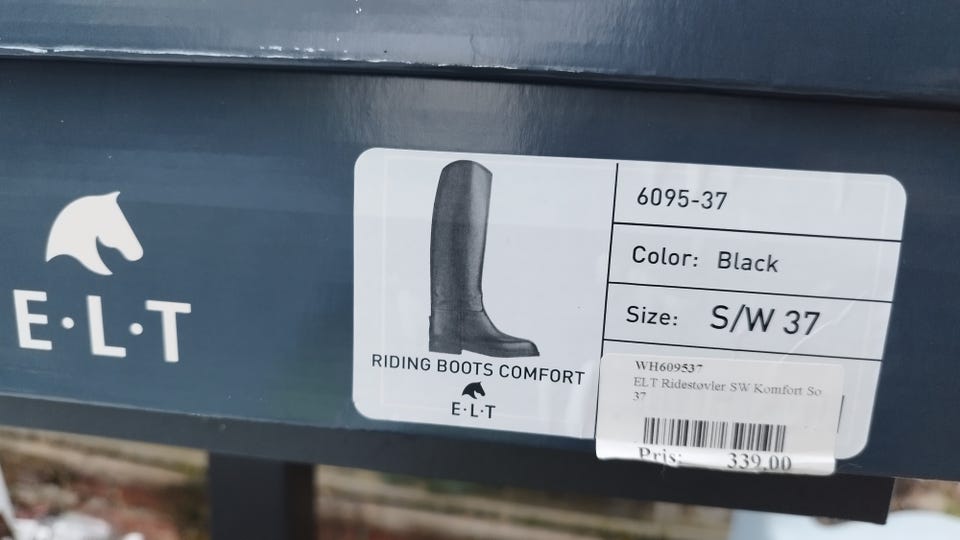 E·L·T
RIDING BOOTS COMFORT
E·L·T
6095-37
Color: Black
Size: S/W 37
WH609537
ELT Ridestøvler SW Komfort So
37
Pris: 339,00